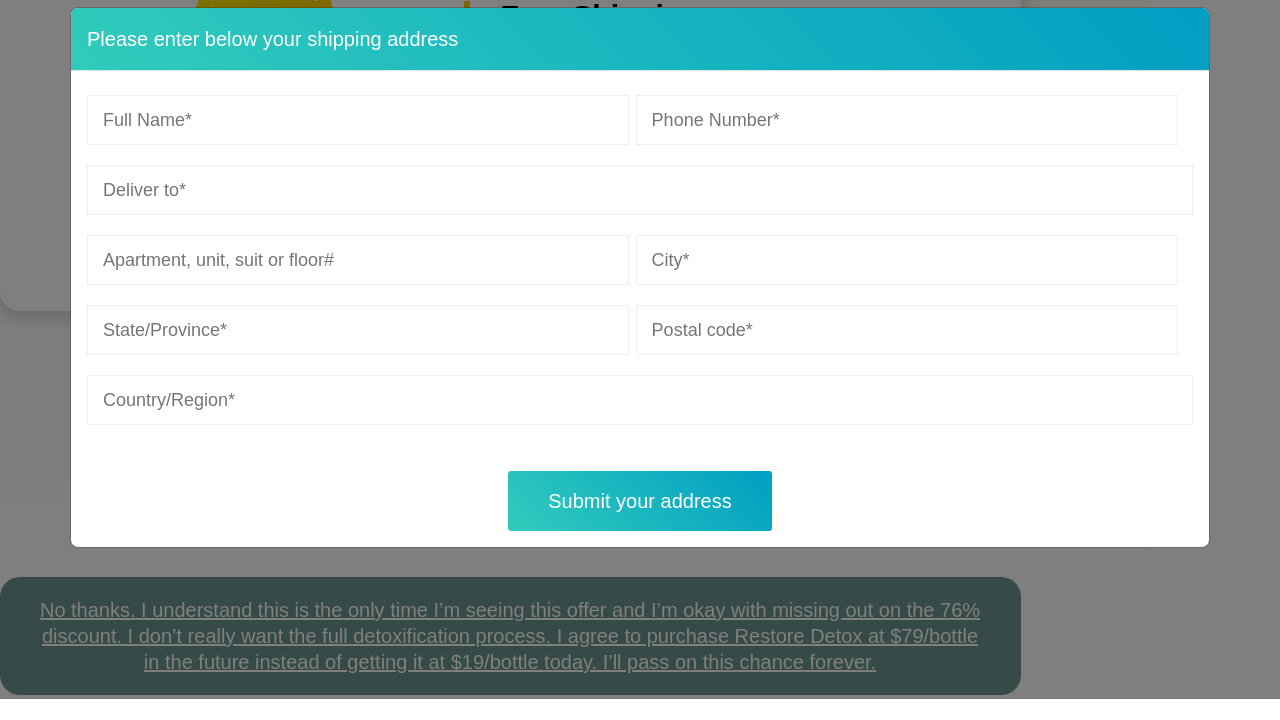 Please enter below your shipping address
Full Name*
Phone Number*
Deliver to*
Apartment, unit, suit or floor#
City*
State/Province*
Postal code*
Country/Region*
Submit your address
No thanks. I understand this is the only time I’m seeing this offer and I’m okay with missing out on the 76%
discount. I don’t really want the full detoxification process. I agree to purchase Restore Detox at $79/bottle
in the future instead of getting it at $19/bottle today. I’ll pass on this chance forever.